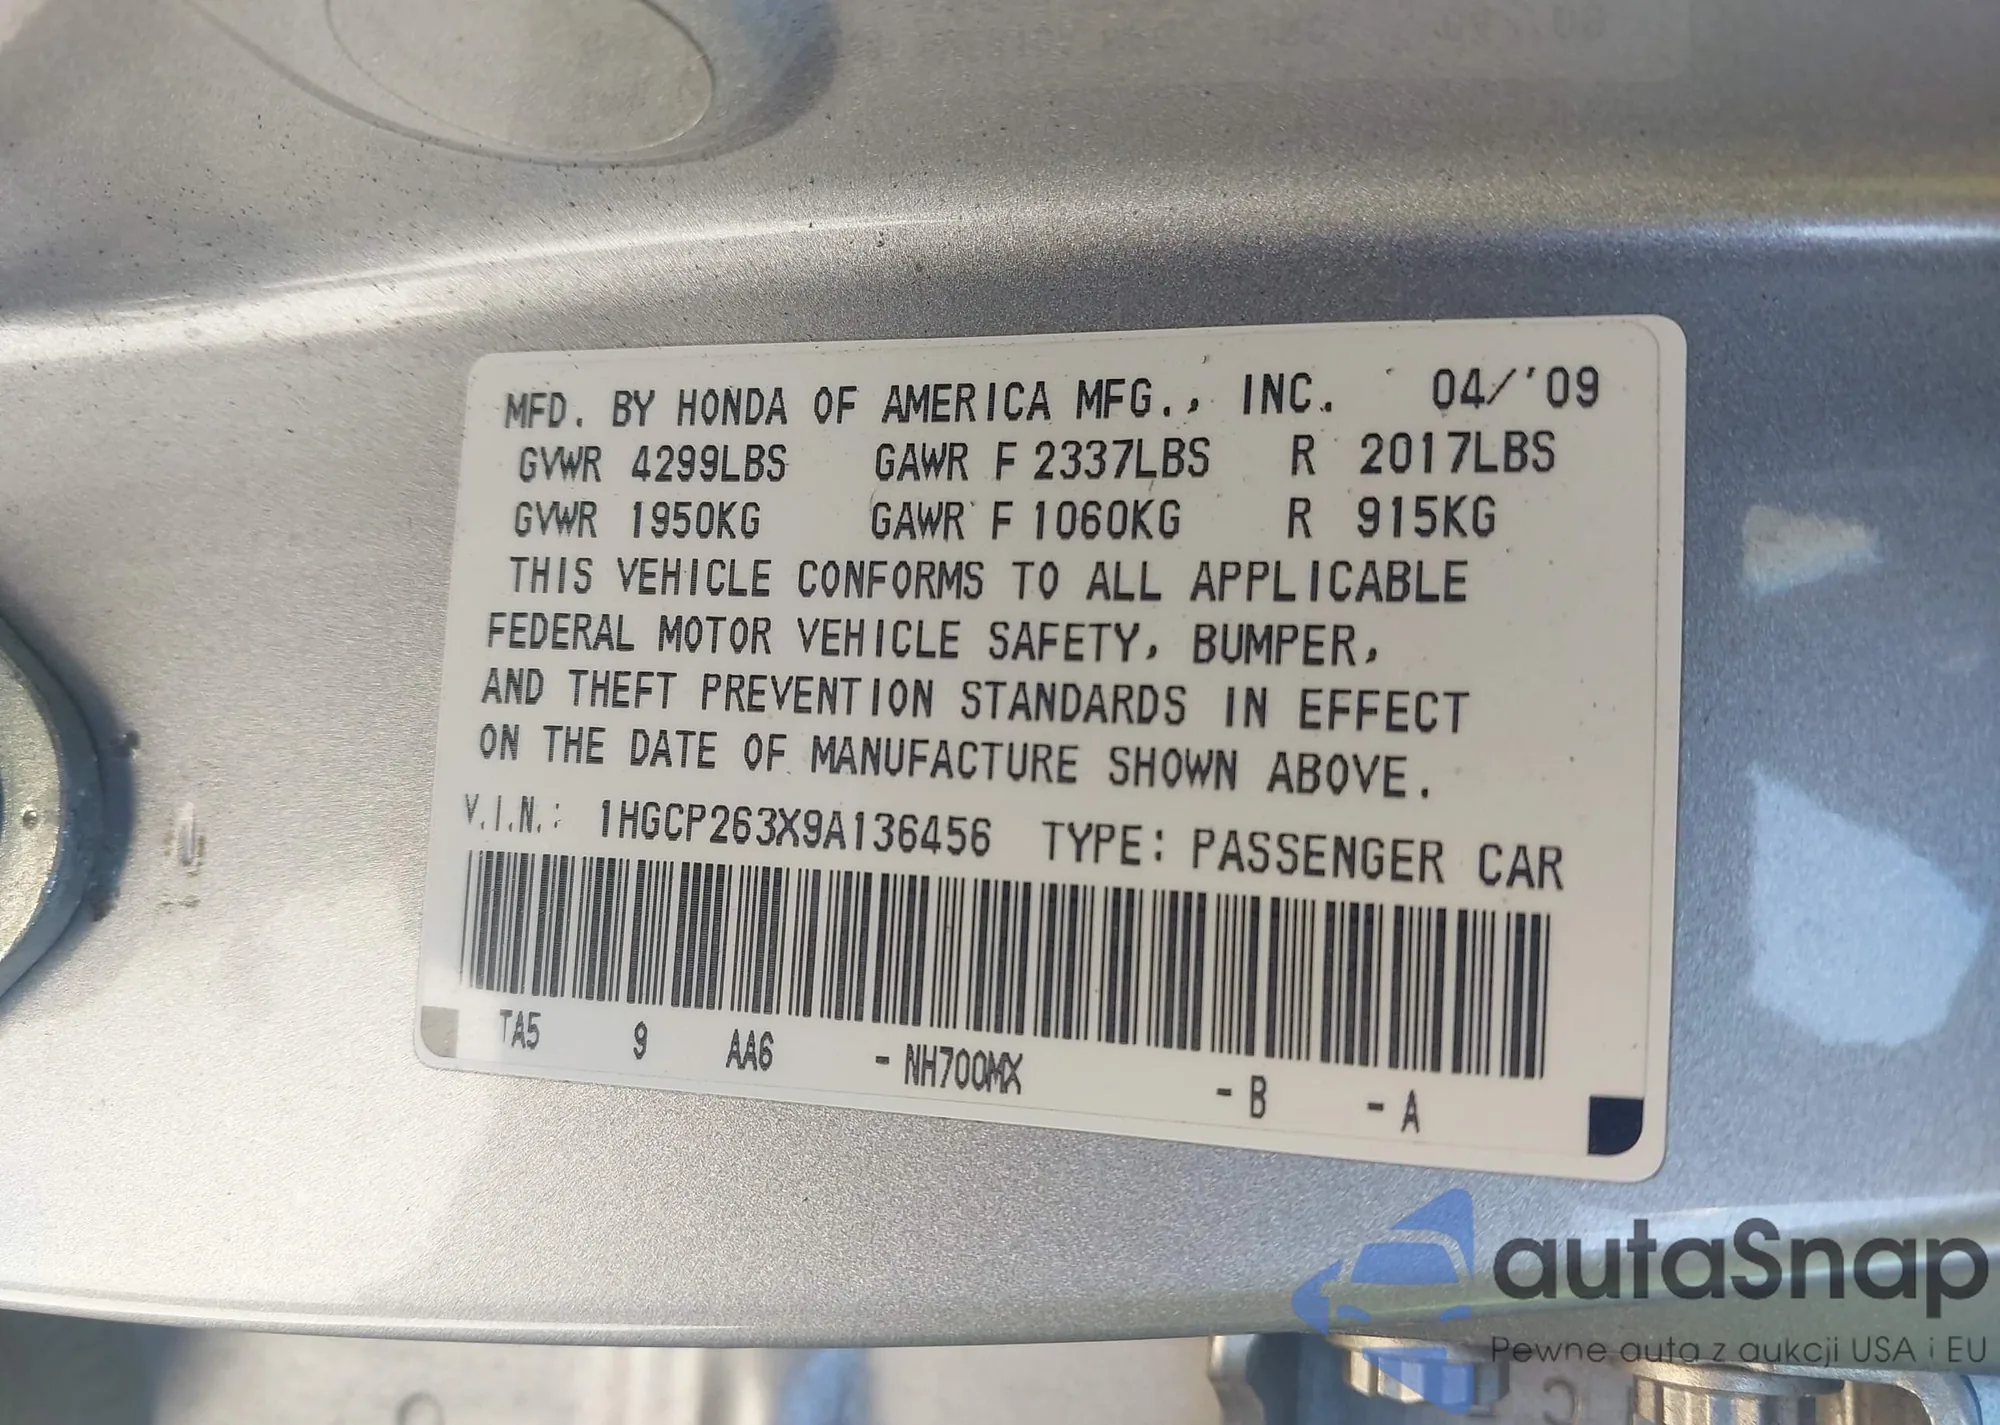 MFD. BY HONDA OF AMERICA MFG., INC. 04/'09
GVWR 4299LBS GAWR F 2337LBS R 2017LBS
GVWR 1950KG GAWR F 1060KG R 915KG
THIS VEHICLE CONFORMS TO ALL APPLICABLE
FEDERAL MOTOR VEHICLE SAFETY, BUMPER,
AND THEFT PREVENTION STANDARDS IN EFFECT
ON THE DATE OF MANUFACTURE SHOWN ABOVE.
V.I.N.: 1HGCP263X9A136456 TYPE: PASSENGER CAR
TA5 9 AA6 -NH700MX -B -A
autaSnap
Pewne auta z aukcji USA i EU